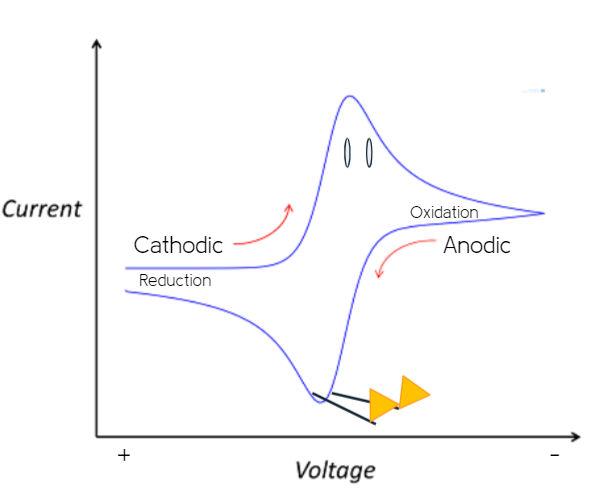 Current
Oxidation
Cathodic
Anodic
Reduction
+
-
Voltage